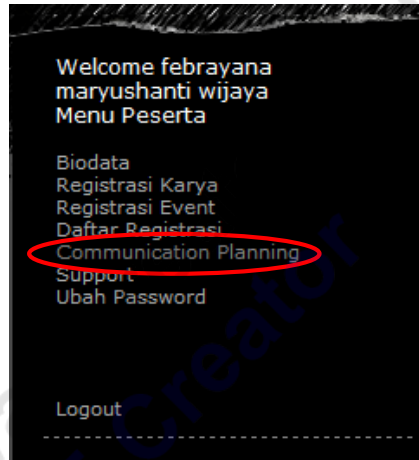 Welcome febrayana
maryushanti wijaya
Menu Peserta
Biodata
Registrasi Karya
Registrasi Event
Daftar Registrasi
Communication Planning
Support
Ubah Password
Logout